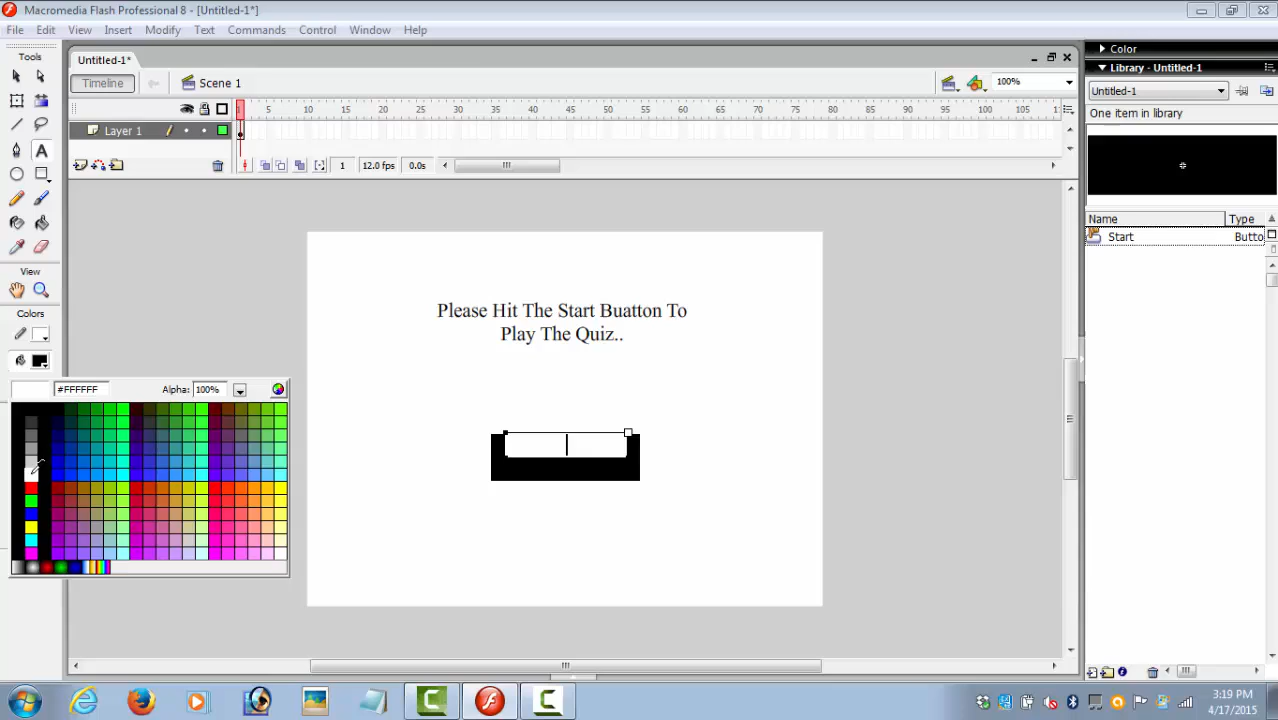 Macromedia Flash Professional 8 - [Untitled-1*]
File Edit View Insert Modify Text Commands Control Window Help
Tools
Untitled-1*
Timeline
Scene 1
100%
5 10 15 20 25 30 35 40 45 50 55 60 65 70 75 80 85 90 95 100 105
Layer 1
1 12.0 fps 0.0s
View
Colors
#FFFFFF Alpha: 100%
Please Hit The Start Buatton To
Play The Quiz..
Color
Library - Untitled-1
Untitled-1
One item in library
Name Type
Start Butto
3:19 PM
4/17/2015